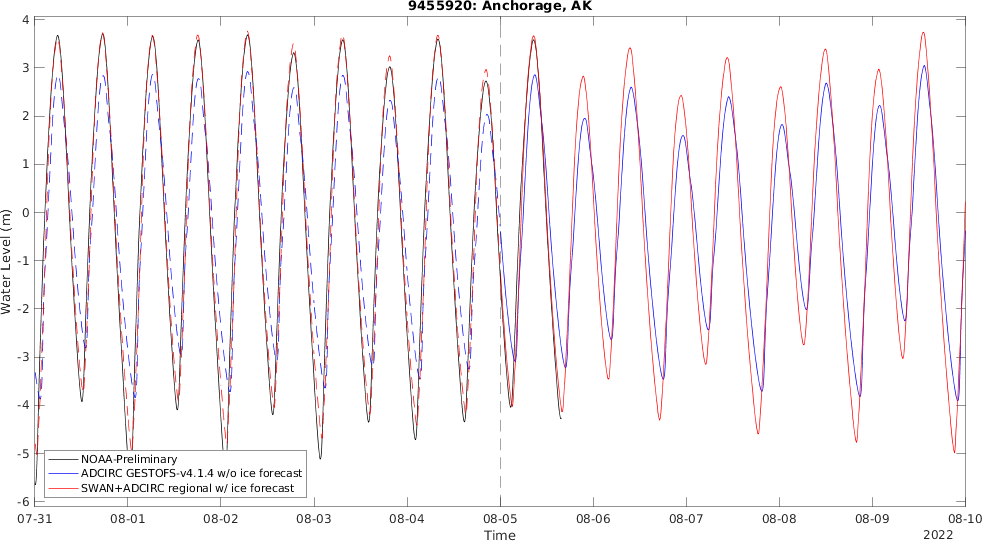 9455920: Anchorage, AK
4
3
2
1
0
-1
-2
-3
-4
-5
-6
Water Level (m)
NOAA-Preliminary
ADCIRC GESTOFS-v4.1.4 w/o ice forecast
SWAN+ADCIRC regional w/ ice forecast
07-31 08-01 08-02 08-03 08-04 08-05 08-06 08-07 08-08 08-09 08-10
Time
2022